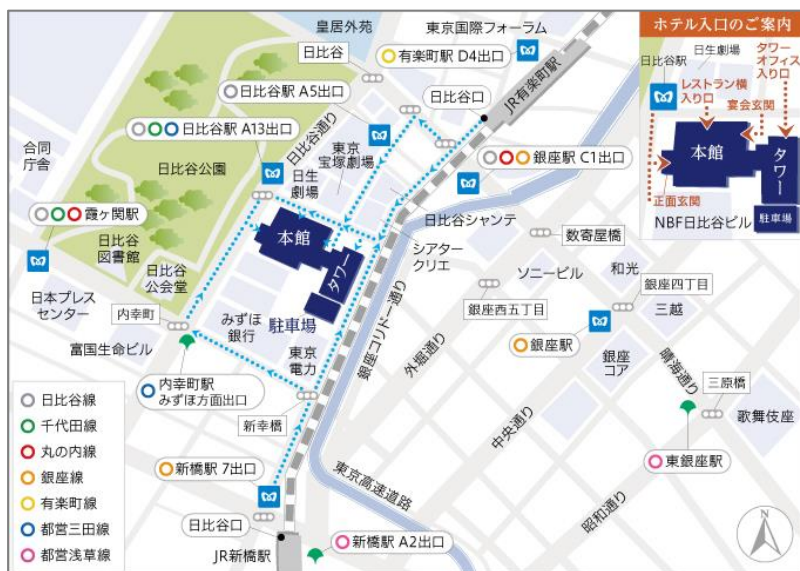 皇居外苑
東京国際フォーラム
日比谷
有楽町駅 D4出口
日比谷駅 A5出口
日比谷口
JR有楽町駅
日比谷駅 A13出口
日比谷通り
東京
宝塚劇場
銀座駅 C1出口
合同
庁舎
日比谷公園
日生
劇場
霞ヶ関駅
本館
タワー
日比谷シャンテ
数寄屋橋
日比谷
図書館
シアター
クリエ
和光
ソニービル
銀座四丁目
日比谷
公会堂
日本プレス
センター
内幸町
みずほ
銀行
駐車場
銀座コリドー通り
銀座西五丁目
三越
銀座駅
富国生命ビル
東京
電力
外堀通り
銀座
コア
晴海通り
三原橋
内幸町駅
みずほ方面出口
新幸橋
中央通り
歌舞伎座
東銀座駅
新橋駅 7出口
東京高速道路
昭和通り
日比谷口
JR新橋駅
新橋駅 A2出口
日比谷線
千代田線
丸の内線
銀座線
有楽町線
都営三田線
都営浅草線
N
ホテル入口のご案内
日生劇場
タワー
オフィス
入り口
日比谷駅
レストラン横
入り口
宴会玄関
本館
タワー
正面玄関
NBF日比谷ビル
駐車場